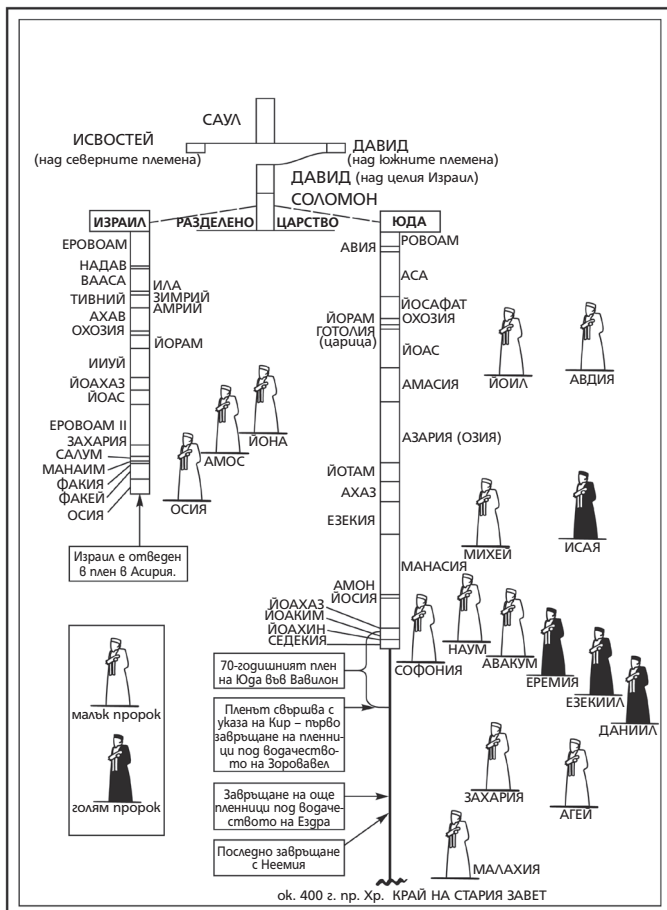 САУЛ
ИСВОСТЕЙ
(над северните племена)
ДАВИД
(над южните племена)
ДАВИД (над целия Израил)
СОЛОМОН
ИЗРАИЛ
РАЗДЕЛЕНО ЦАРСТВО
ЮДА
ЕРОВОАМ
НАДАВ
ВААСА
ИЛА
ТИВНИЙ
ЗИМРИЙ
АМРИЙ
АХАВ
ОХОЗИЯ
ЙОРАМ
ИИУЙ
ЙОАХАЗ
ЙОАС
ЕРОВОАМ II
ЗАХАРИЯ
САЛУМ
МАНАИМ
ФАКИЯ
ФАКЕЙ
ОСИЯ
Израил е отведен
в плен в Асирия.
ОСИЯ
АМОС
ЙОНА
РОВОАМ
АВИЯ
АСА
ЙОСАФАТ
ЙОРАМ
ОХОЗИЯ
ГОТОЛИЯ
(царица)
ЙОАС
АМАСИЯ
АЗАРИЯ (ОЗИЯ)
ЙОТАМ
АХАЗ
ЕЗЕКИЯ
МАНАСИЯ
АМОН
ЙОСИЯ
ЙОАХАЗ
ЙОАКИМ
ЙОАХИН
СЕДЕКИЯ
ЙОИЛ
АВДИЯ
МИХЕЙ
ИСАЯ
СОФОНИЯ
НАУМ
АВАКУМ
ЕРЕМИЯ
ЕЗЕКИИЛ
ДАНИИЛ
ЗАХАРИЯ
АГЕЙ
МАЛАХИЯ
малък пророк
голям пророк
70-годишният плен
на Юда във Вавилон
Пленът свършва с
указа на Кир – първо
завръщане на пленни-
ци под водачество-
то на Зоровавел
Завръщане на още
пленници под водаче-
ството на Ездра
Последно завръщане
с Неемия
ок. 400 г. пр. Хр. КРАЙ НА СТАРИЯ ЗАВЕТ